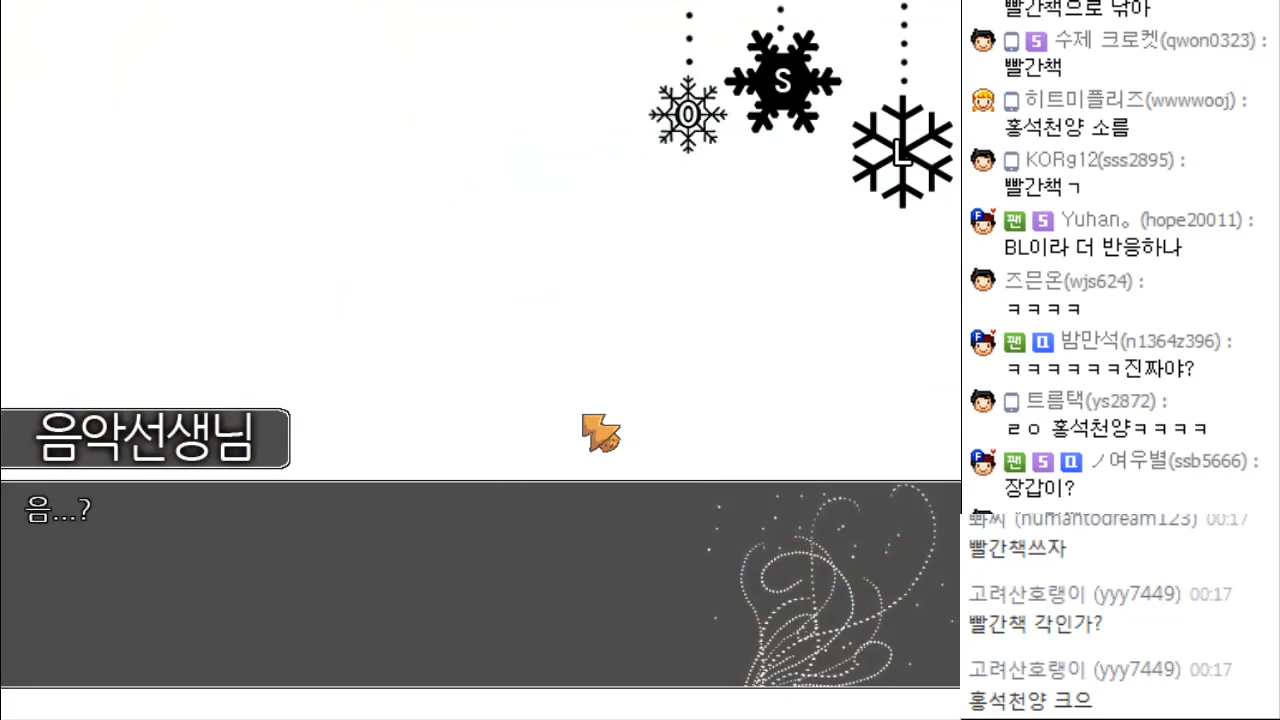 O
S
L
음악선생님
음...?
빨간책으로 낚아
S 수제 크로켓(qwon0323) :
빨간책
히트미플리즈(wwwwooj) :
홍석천양 소름
KORg12(sss2895) :
빨간책ㄱ
팬 S Yuhan。(hope20011) :
BL이라 더 반응하나
즈믄온(wjs624) :
ㅋㅋㅋㅋ
팬 밤만석(n1364z396) :
ㅋㅋㅋㅋㅋㅋ진짜야?
트름택(ys2872) :
ㄹㅇ 홍석천양ㅋㅋㅋㅋ
팬 S ノ여우별(ssb5666) :
장갑이?
(humantodream123) 00:17
빨간책쓰자
고려산호랭이 (yyy7449) 00:17
빨간책 각인가?
고려산호랭이 (yyy7449) 00:17
홍석천양 크으